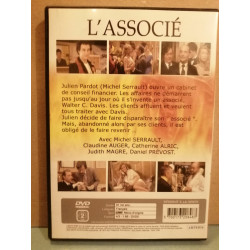 L'ASSOCIÉ
Julien Pardot (Michel Serrault) ouvre un cabinet
de conseil financier. Les affaires ne démarrent
pas jusqu'au jour où il s'invente un associé,
Walter C. Davis. Les clients affluent et veulent
tous traiter avec Davis...
Julien décide de faire disparaître son "associé".
Mais, abandonné alors par ses clients, il est
obligé de le faire revenir...
Avec Michel SERRAULT,
Claudine AUGER, Catherine ALRIC,
Judith MAGRE, Daniel PREVOST.
DVD